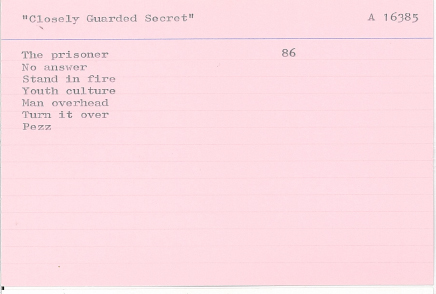 "Closely Guarded Secret" A 16385
The prisoner 86
No answer
Stand in fire
Youth culture
Man overhead
Turn it over
Pezz